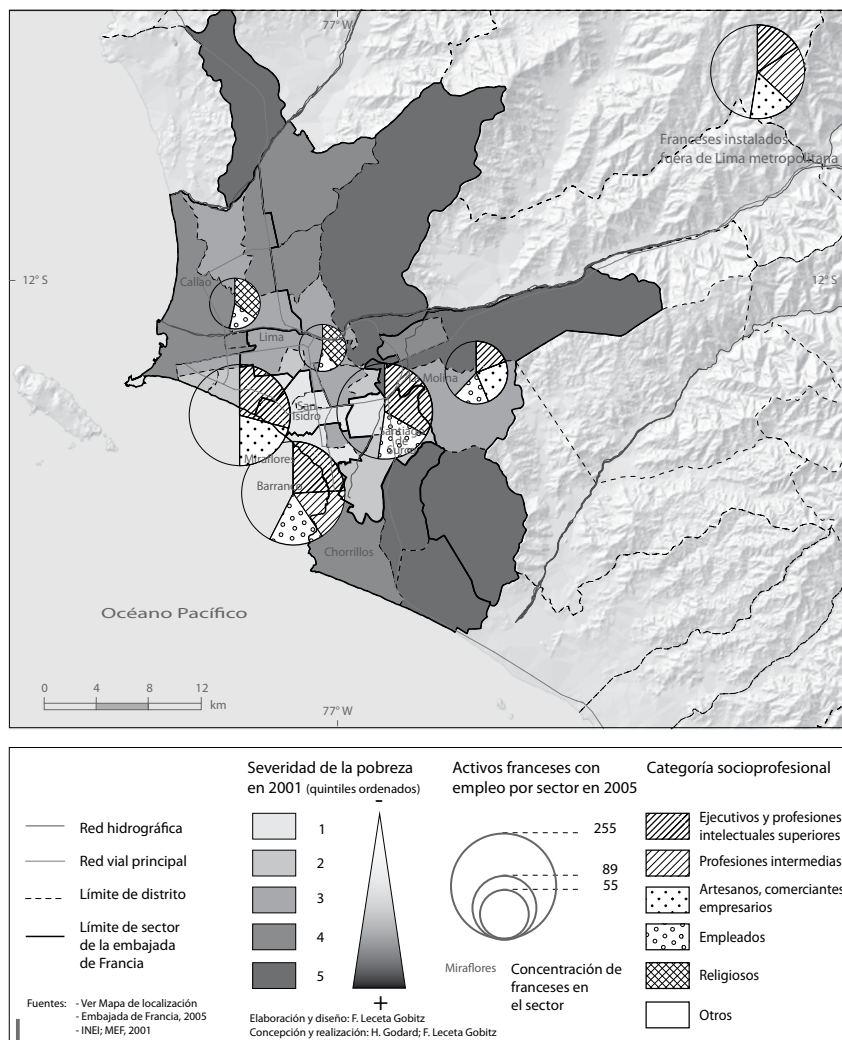 77° W
Franceses instalados
fuera de Lima metropolitana
12° S
12° S
Callao
Lima
La Molina
San
Isidro
Santiago
de
Surco
Miraflores
Barranco
Chorrillos
Océano Pacífico
0 4 8 12
km
77° W
Severidad de la pobreza
en 2001 (quintiles ordenados)
-
1
2
3
4
5
+
Activos franceses con
empleo por sector en 2005
255
89
55
Miraflores
Concentración de
franceses en
el sector
Categoría socioprofesional
Ejecutivos y profesiones
intelectuales superiores
Profesiones intermedias
Artesanos, comerciantes
empresarios
Empleados
Religiosos
Otros
Red hidrográfica
Red vial principal
Límite de distrito
Límite de sector
de la embajada
de Francia
Fuentes: - Ver Mapa de localización
- Embajada de Francia, 2005
- INEI; MEF, 2001
Elaboración y diseño: F. Leceta Gobitz
Concepción y realización: H. Godard; F. Leceta Gobitz